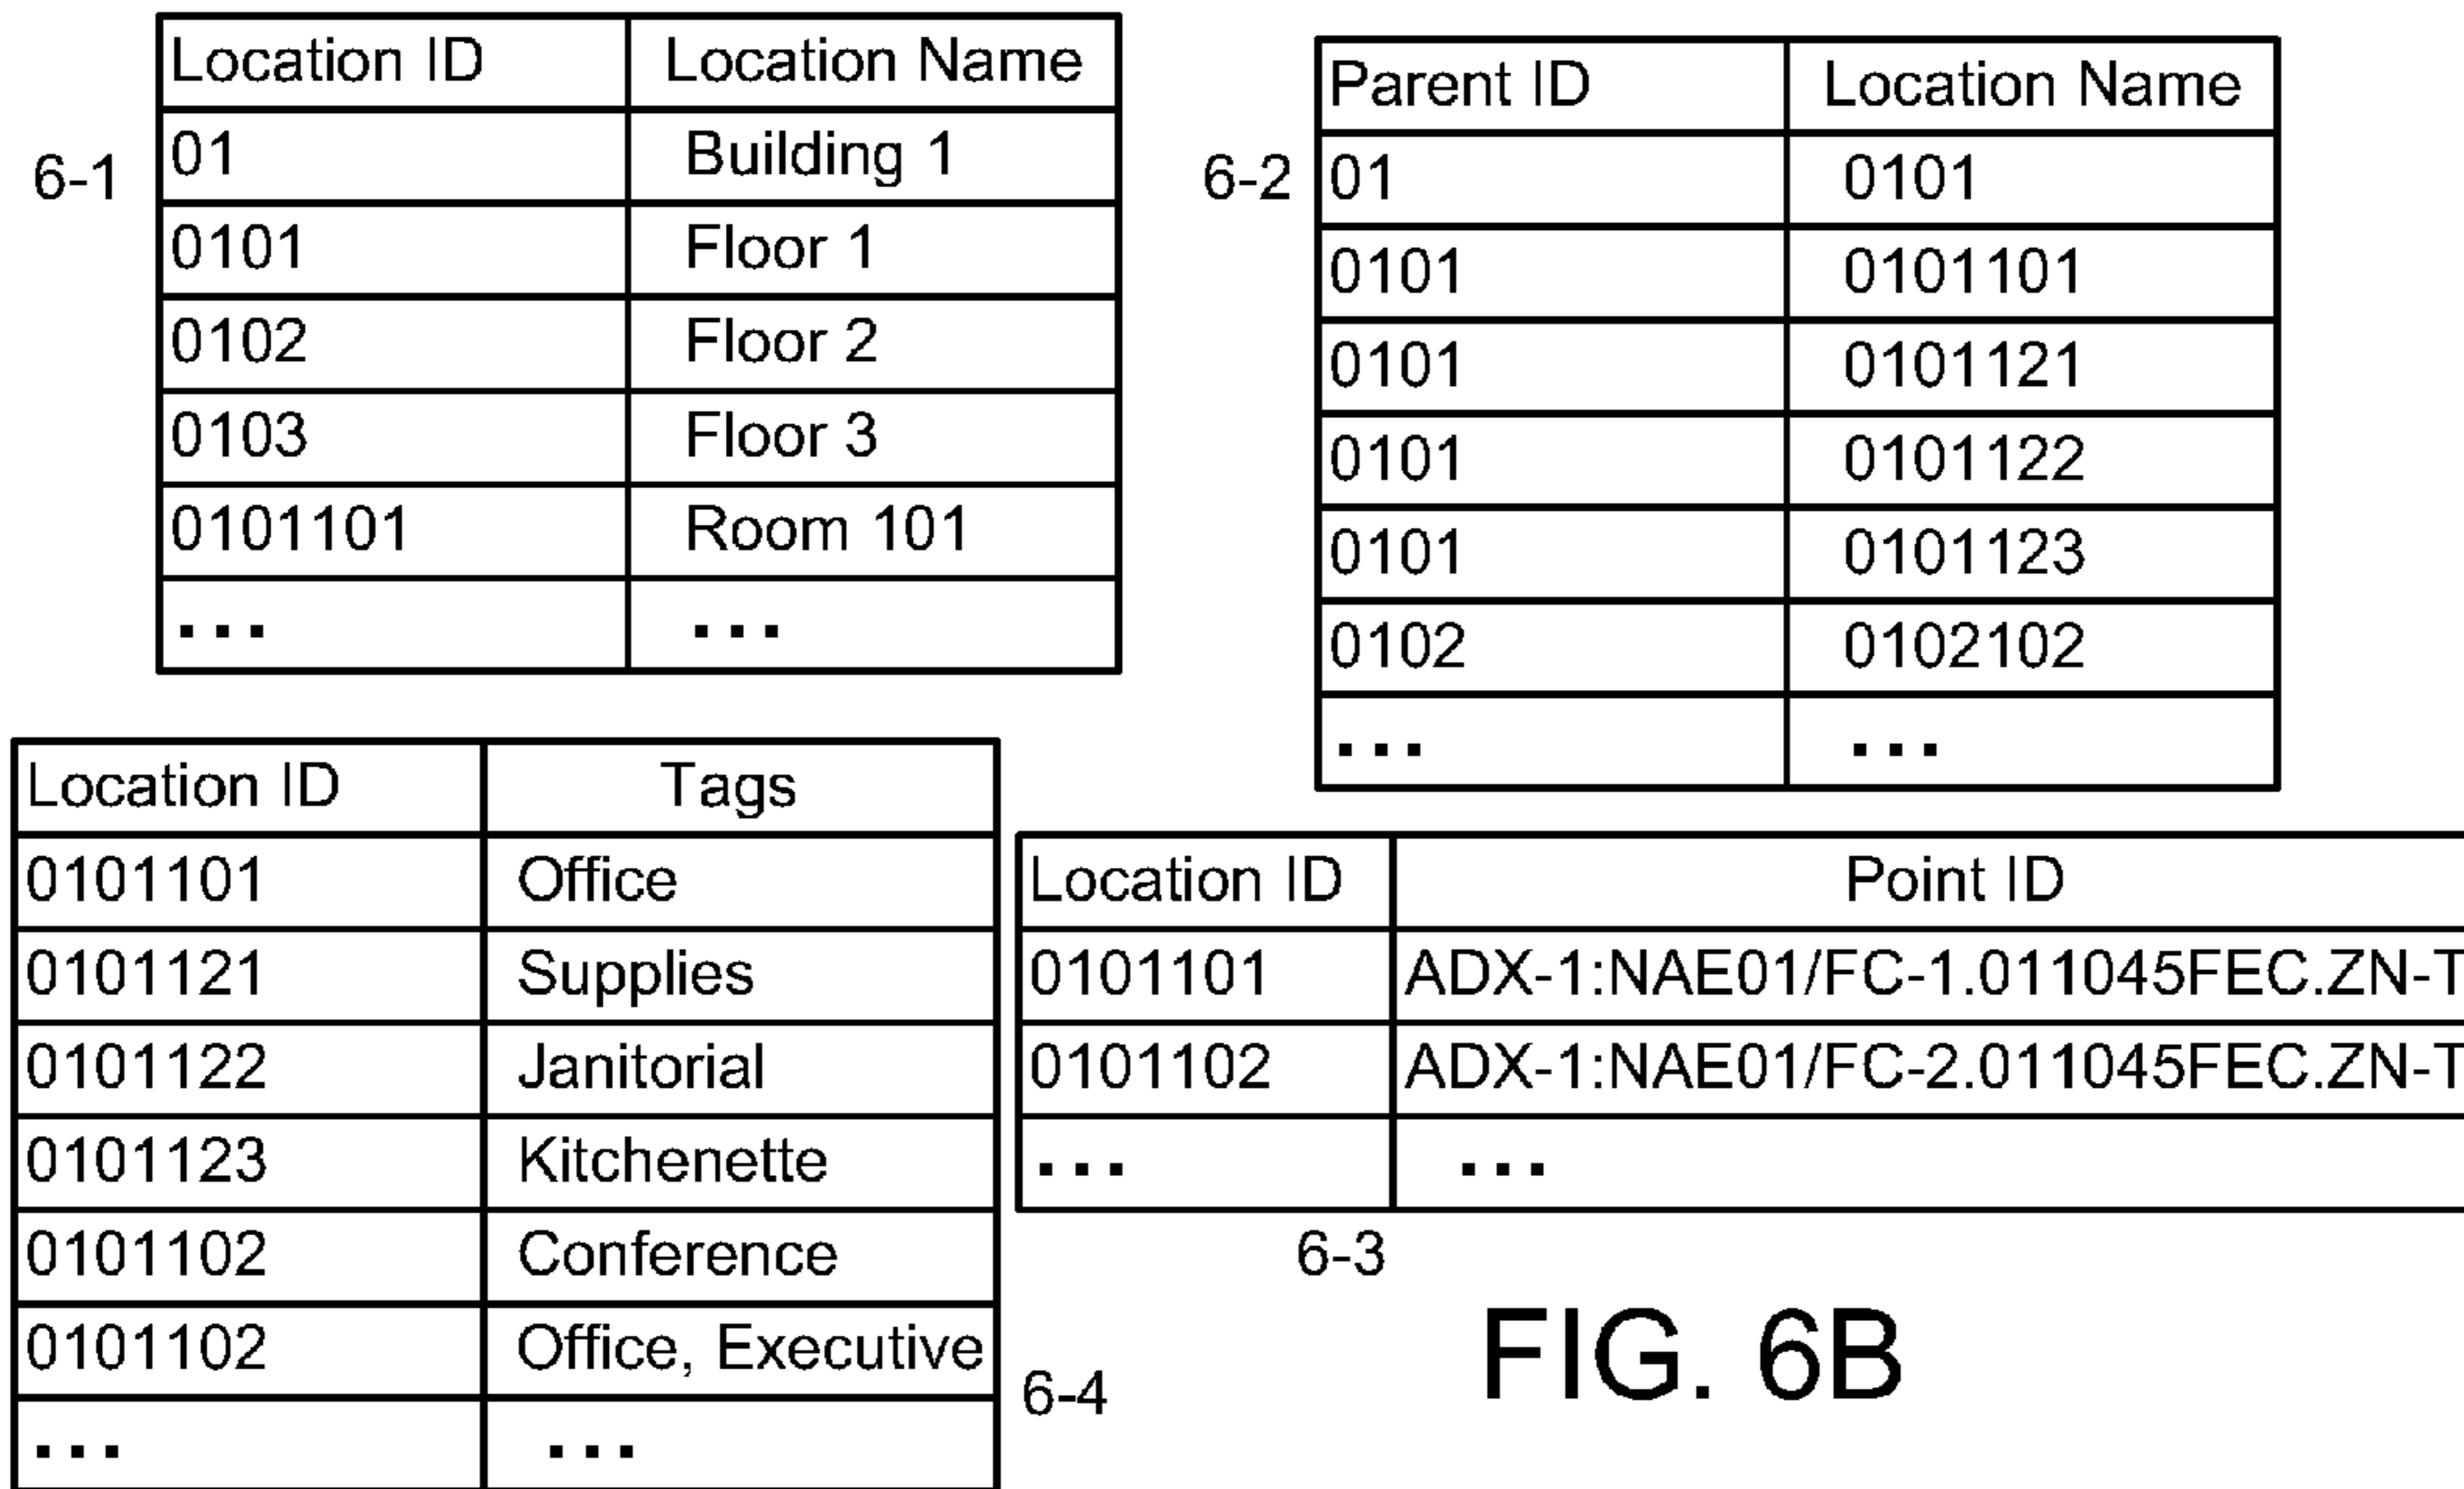 Location ID Location Name
6-1
01 Building 1
0101 Floor 1
0102 Floor 2
0103 Floor 3
0101101 Room 101
... ...
Parent ID Location Name
6-2
01 0101
0101 0101101
0101 0101121
0101 0101122
0101 0101123
0102 0102102
... ...
Location ID Tags
0101101 Office
0101121 Supplies
0101122 Janitorial
0101123 Kitchenette
0101102 Conference
0101102 Office, Executive
... ...
6-4
Location ID Point ID
0101101 ADX-1:NAE01/FC-1.011045FEC.ZN-T
0101102 ADX-1:NAE01/FC-2.011045FEC.ZN-T
... ...
6-3
FIG. 6B